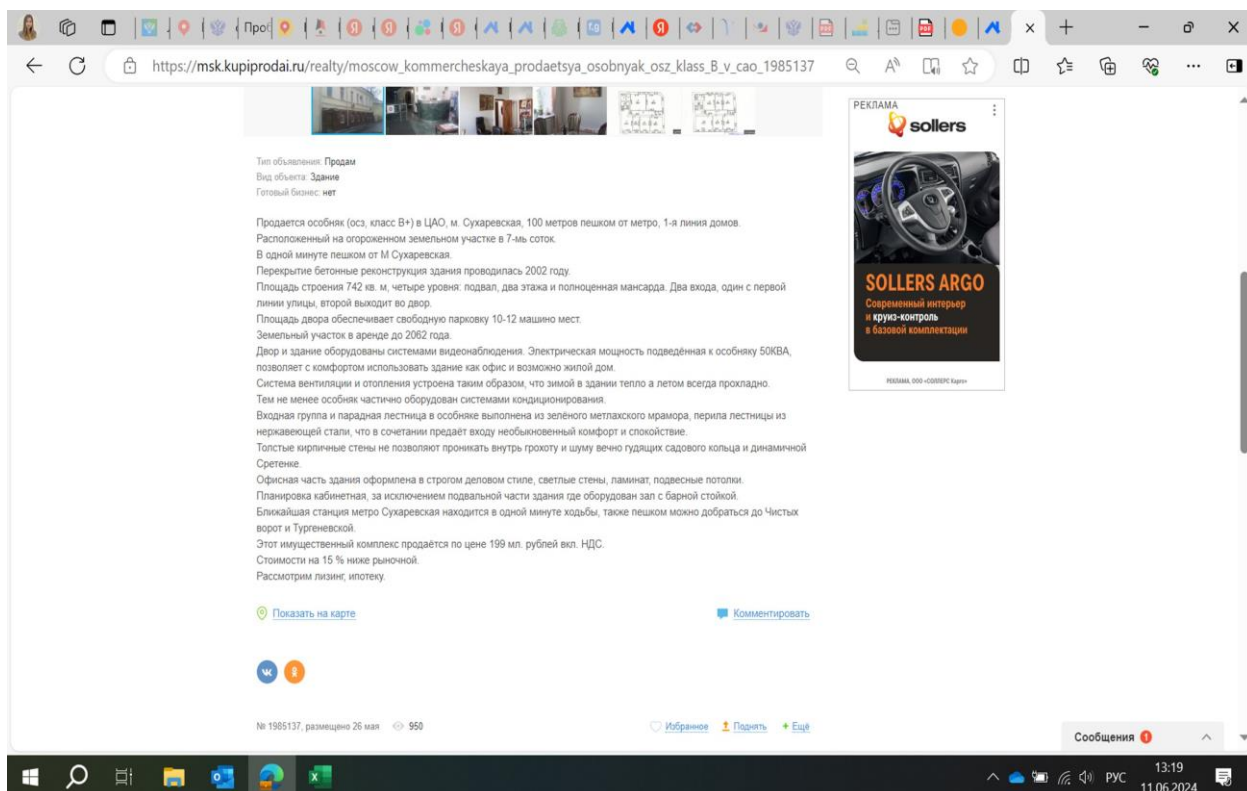 Проб
https://msk.kupiprodai.ru/realty/moscow_kommercheskaya_prodaetsya_osobnyak_osz_klass_B_v_cao_1985137
Тип объявления: Продам
Вид объекта: Здание
Готовый бизнес: нет
Продается особняк (осз, класс В+) в ЦАО, м. Сухаревская, 100 метров пешком от метро, 1-я линия домов.
Расположенный на огороженном земельном участке в 7-мь соток.
В одной минуте пешком от М Сухаревская.
Перекрытие бетонные реконструкция здания проводилась 2002 году.
Площадь строения 742 кв. м, четыре уровня: подвал, два этажа и полноценная мансарда. Два входа, один с первой
линии улицы, второй выходит во двор.
Площадь двора обеспечивает свободную парковку 10-12 машино мест.
Земельный участок в аренде до 2062 года.
Двор и здание оборудованы системами видеонаблюдения. Электрическая мощность подведённая к особняку 50КВА,
позволяет с комфортом использовать здание как офис и возможно жилой дом.
Система вентиляции и отопления устроена таким образом, что зимой в здании тепло а летом всегда прохладно.
Тем не менее особняк частично оборудован системами кондиционирования.
Входная группа и парадная лестница в особняке выполнена из зелёного метлахского мрамора, перила лестницы из
нержавеющей стали, что в сочетании предаёт входу необыкновенный комфорт и спокойствие.
Толстые кирпичные стены не позволяют проникать внутрь грохоту и шуму вечно гудящих садового кольца и динамичной
Сретенке.
Офисная часть здания оформлена в строгом деловом стиле, светлые стены, ламинат, подвесные потолки.
Планировка кабинетная, за исключением подвальной части здания где оборудован зал с барной стойкой.
Ближайшая станция метро Сухаревская находится в одной минуте ходьбы, также пешком можно добраться до Чистых
ворот и Тургеневской.
Этот имущественный комплекс продаётся по цене 199 мл. рублей вкл. НДС.
Стоимости на 15 % ниже рыночной.
Рассмотрим лизинг, ипотеку.
Показать на карте
Комментировать
№ 1985137, размещено 26 мая 950
Избранное Поднять + Ещё
РЕКЛАМА
sollers
SOLLERS ARGO
Современный интерьер
и круиз-контроль
в базовой комплектации
РЕКЛАМА. ООО «СОЛЛЕРС Карго»
Сообщения 1
РУС
13:19
11.06.2024